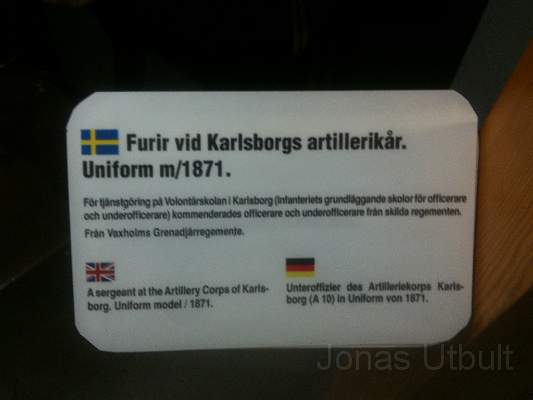 Furir vid Karlsborgs artillerikår.
Uniform m/1871.
För tjänstgöring på Volontärskolan i Karlsborg (Infanteriets grundläggande skolor för officerare
och underofficerare) kommenderades officerare och underofficerare från skilda regementen.
Från Vaxholms Grenadjärregemente.
A sergeant at the Artillery Corps of Karls-
borg. Uniform model / 1871.
Unteroffizier des Artilleriekorps Karls-
borg (A 10) in Uniform von 1871.
Jonas Utbult